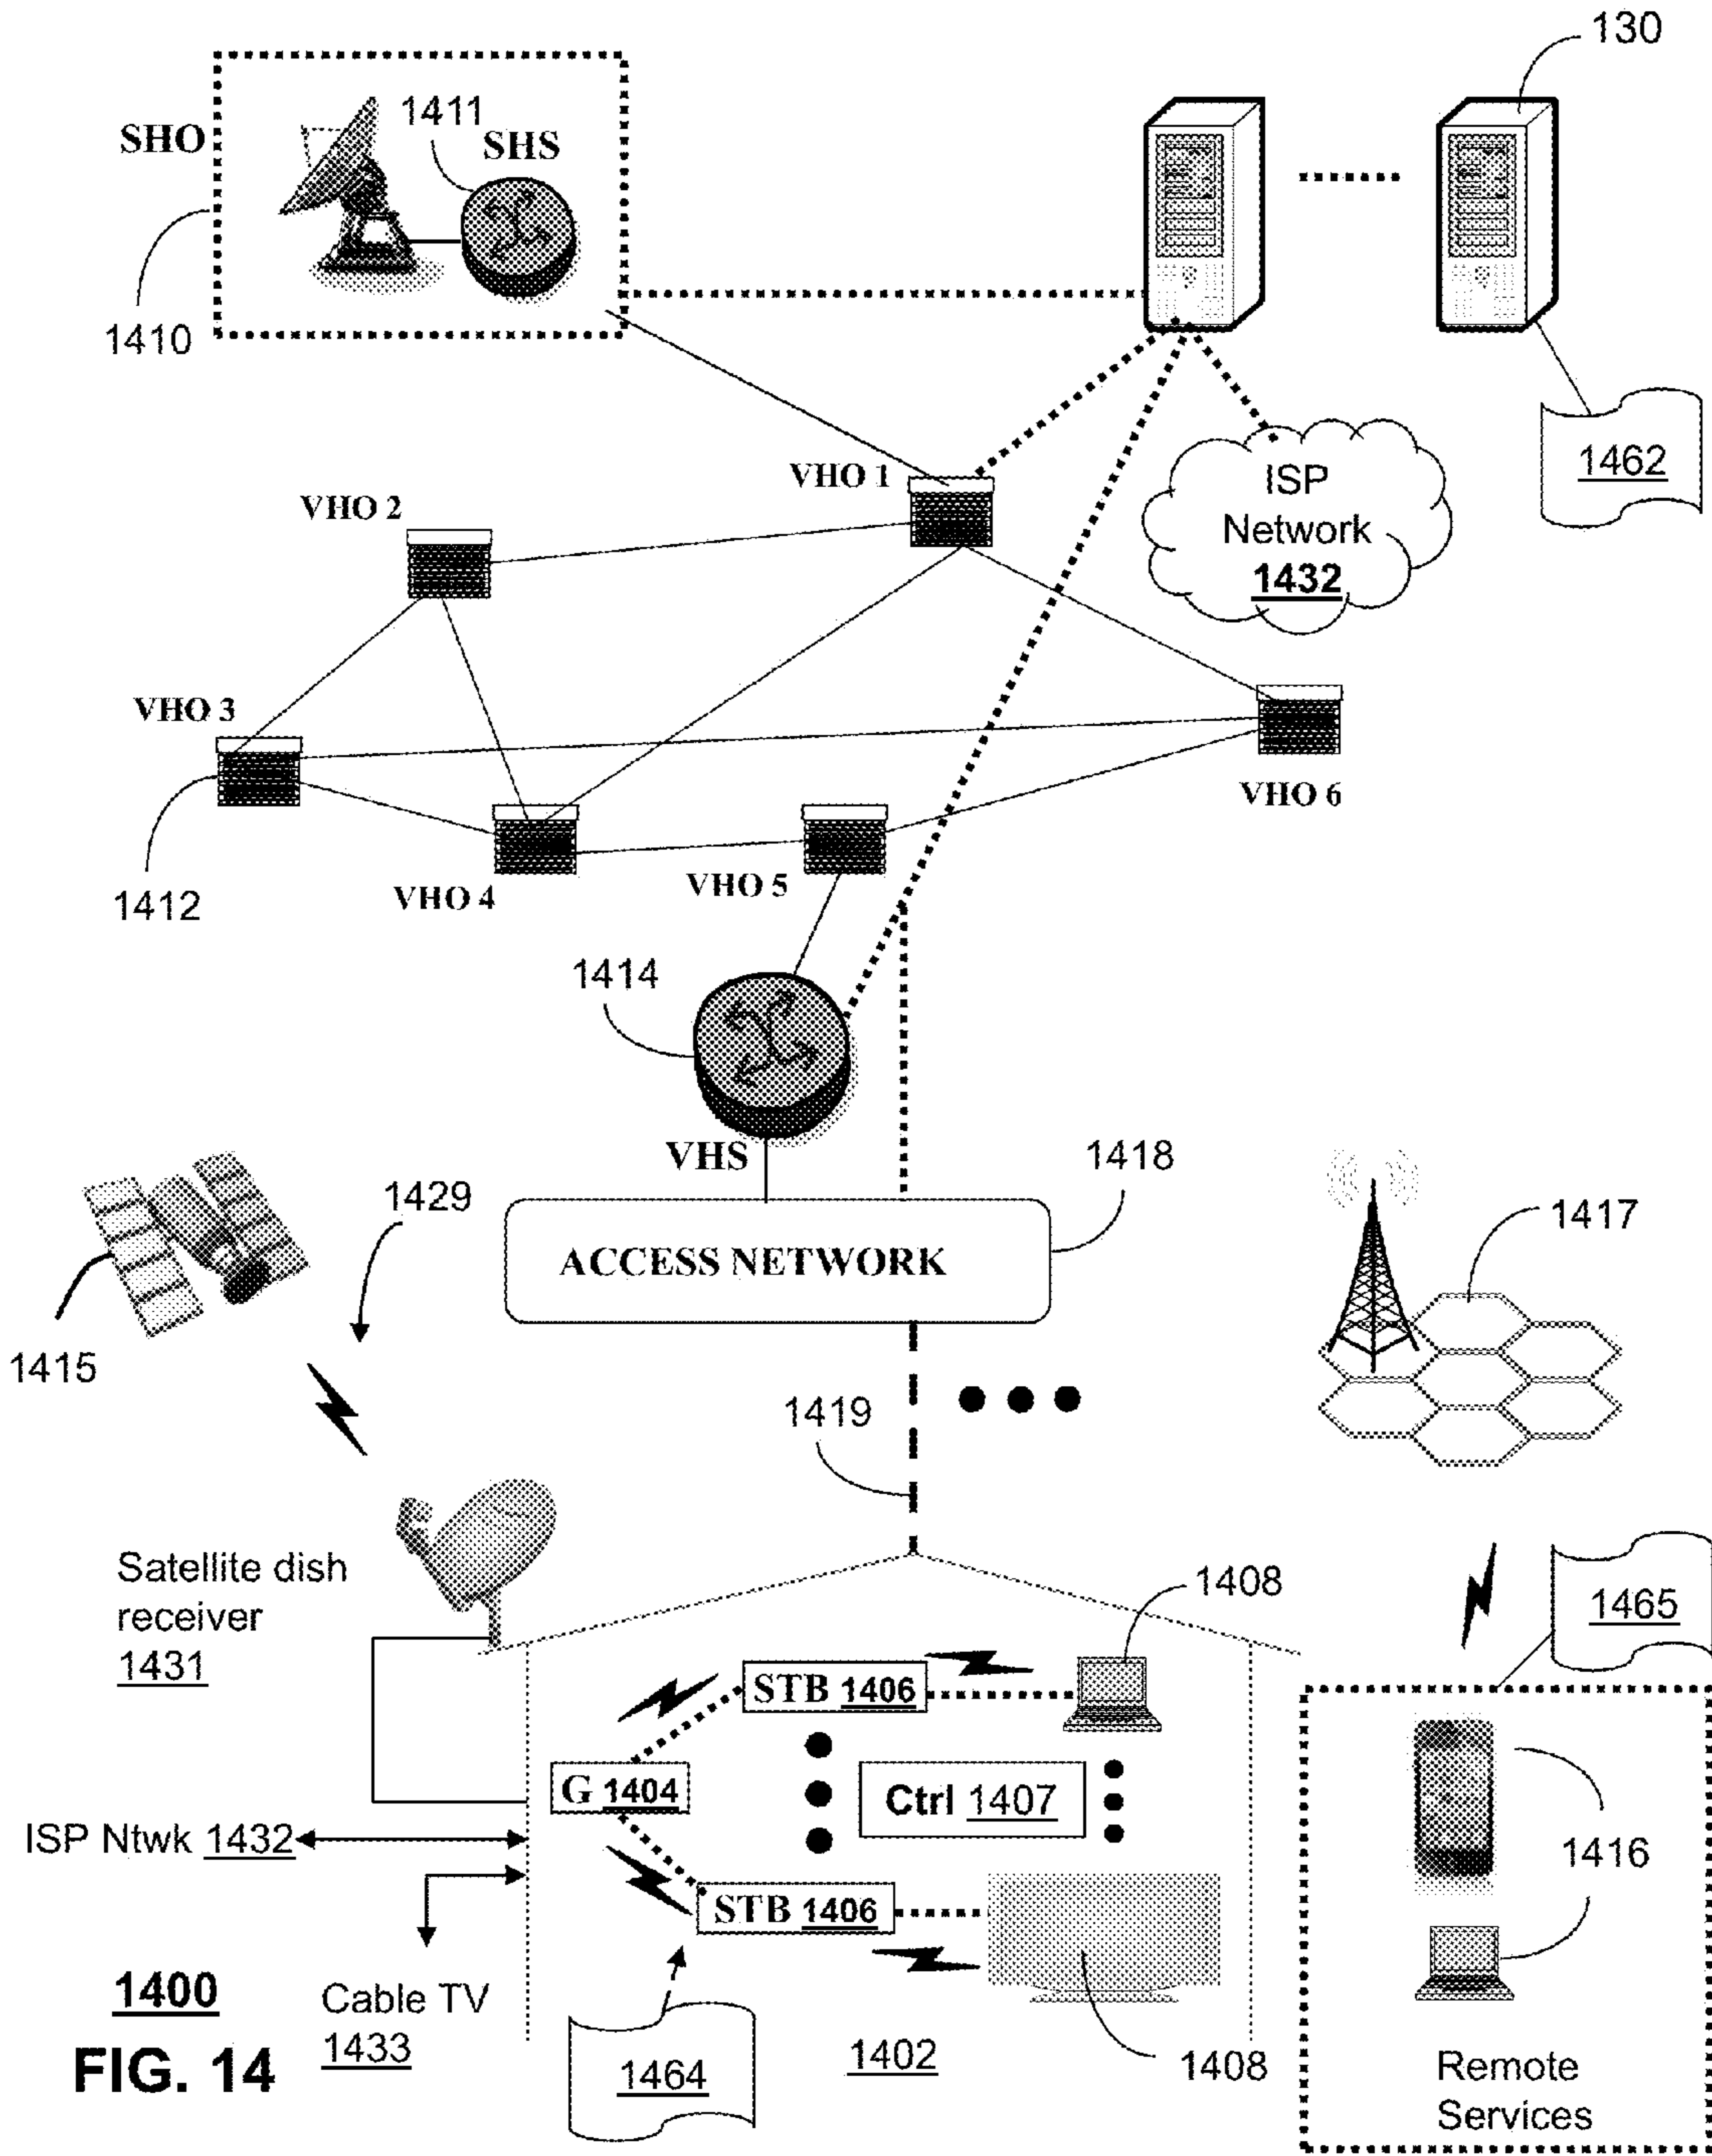 130
1411
SHO
SHS
1410
1462
ISP
Network
1432
VHO 1
VHO 2
VHO 3
VHO 6
1412
VHO 4
VHO 5
1414
VHS
1418
1429
1417
ACCESS NETWORK
1415
1419
Satellite dish
receiver
1431
1408
1465
STB 1406
G 1404
Ctrl 1407
ISP Ntwk 1432
1416
STB 1406
1400
FIG. 14
Cable TV
1433
1464
1402
1408
Remote
Services